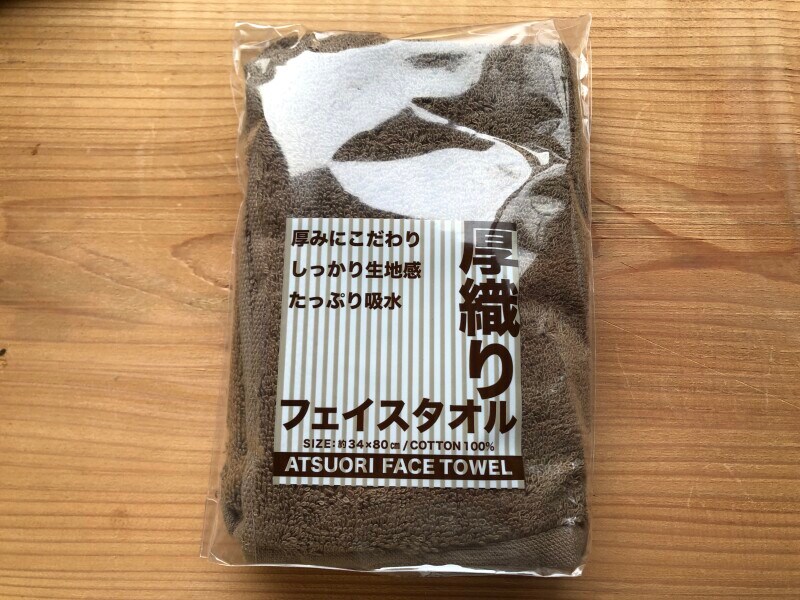 厚みにこだわり
しっかり生地感
たっぷり吸水
厚織り
フェイスタオル
SIZE:約34×80㎝/COTTON100%
ATSUORI FACE TOWEL